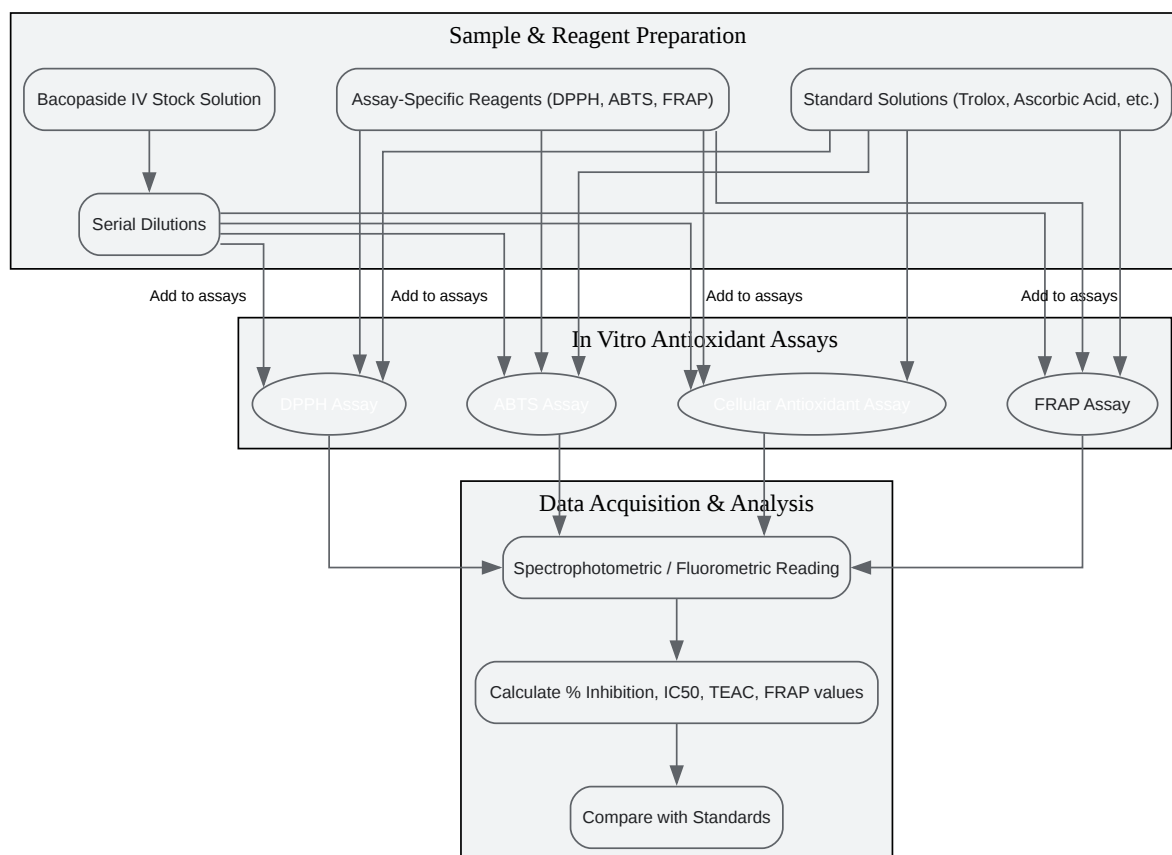 Sample & Reagent Preparation
Bacopaside IV Stock Solution
Assay-Specific Reagents (DPPH, ABTS, FRAP)
Standard Solutions (Trolox, Ascorbic Acid, etc.)
Serial Dilutions
Add to assays
Add to assays
Add to assays
Add to assays
In Vitro Antioxidant Assays
DPPH Assay
ABTS Assay
Cellular Antioxidant Assay
FRAP Assay
Data Acquisition & Analysis
Spectrophotometric / Fluorometric Reading
Calculate % Inhibition, IC50, TEAC, FRAP values
Compare with Standards